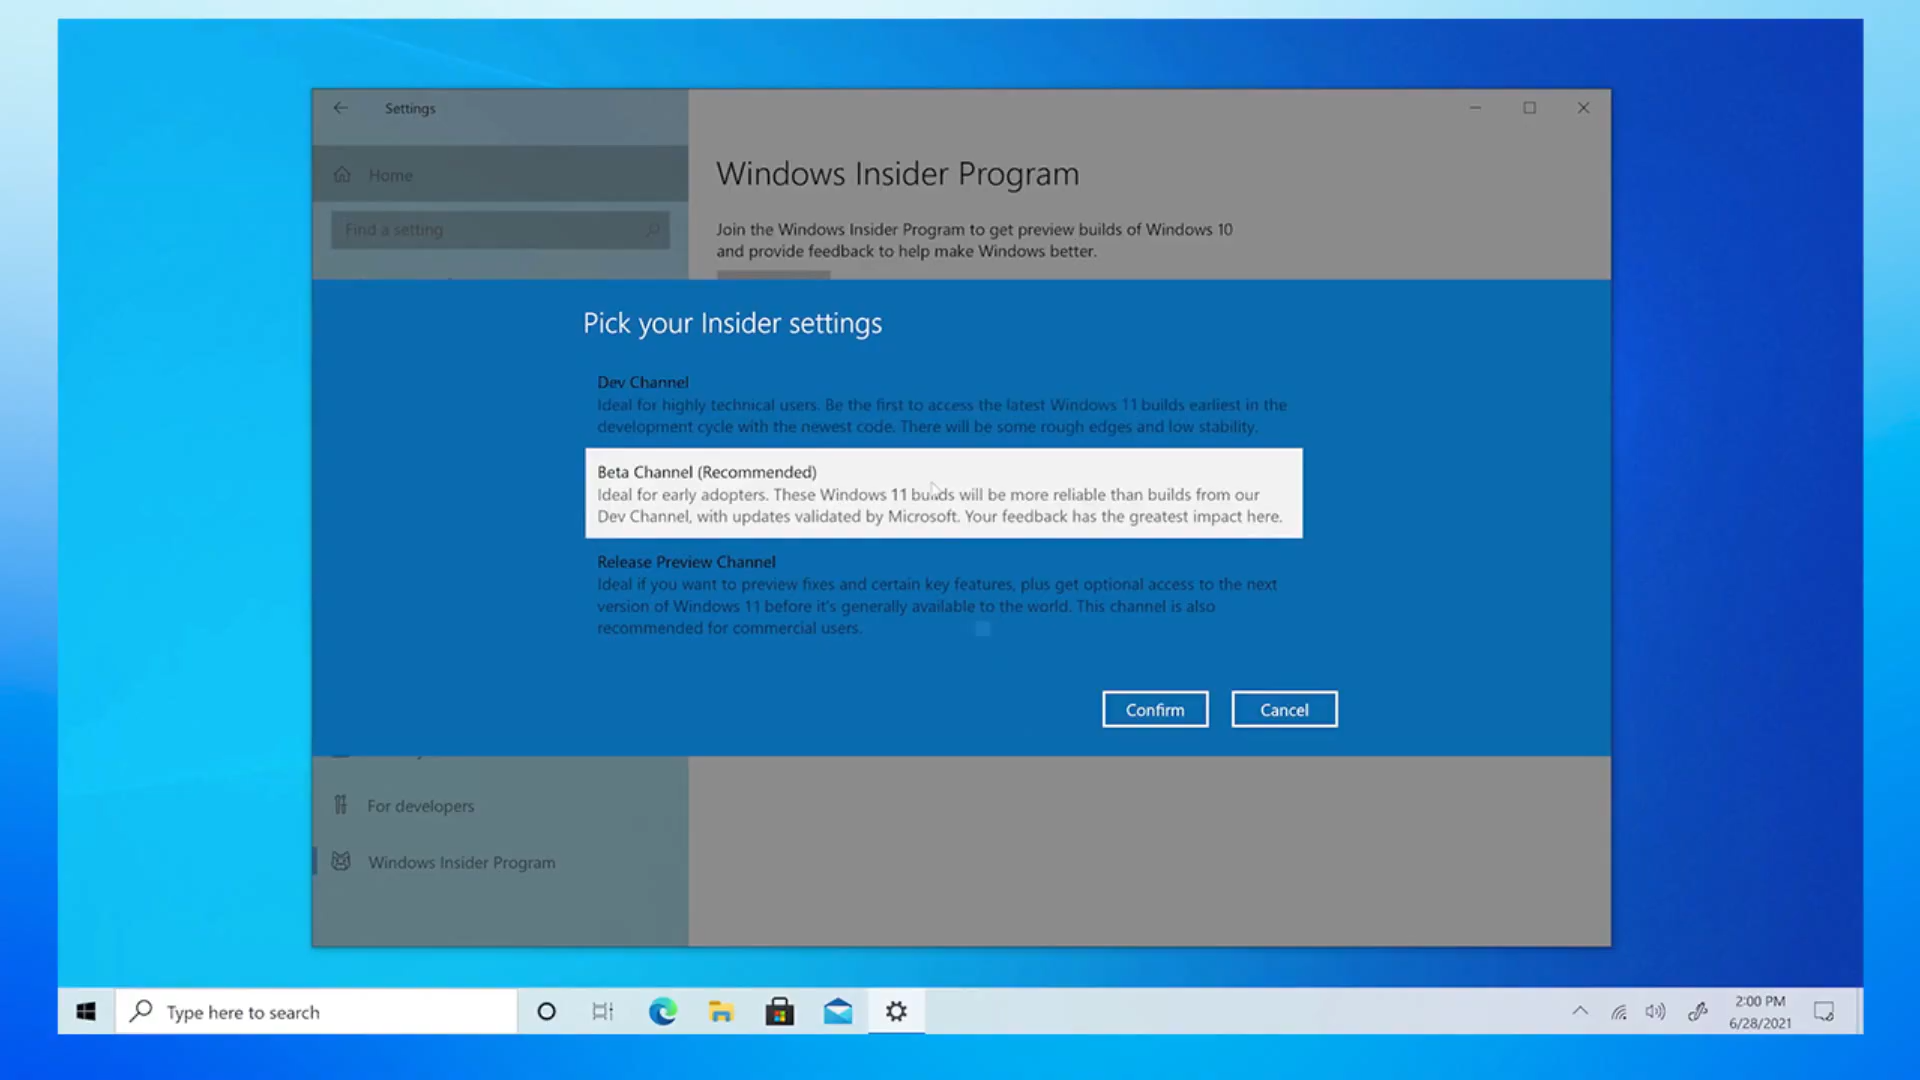 Settings
Home
Find a setting
Windows Insider Program
Join the Windows Insider Program to get preview builds of Windows 10
and provide feedback to help make Windows better.
Pick your Insider settings
Dev Channel
Ideal for highly technical users. Be the first to access the latest Windows 11 builds earliest in the
development cycle with the newest code. There will be some rough edges and low stability.
Beta Channel (Recommended)
Ideal for early adopters. These Windows 11 builds will be more reliable than builds from our
Dev Channel, with updates validated by Microsoft. Your feedback has the greatest impact here.
Release Preview Channel
Ideal if you want to preview fixes and certain key features, plus get optional access to the next
version of Windows 11 before it's generally available to the world. This channel is also
recommended for commercial users.
Confirm
Cancel
For developers
Windows Insider Program
Type here to search
2:00 PM
6/28/2021